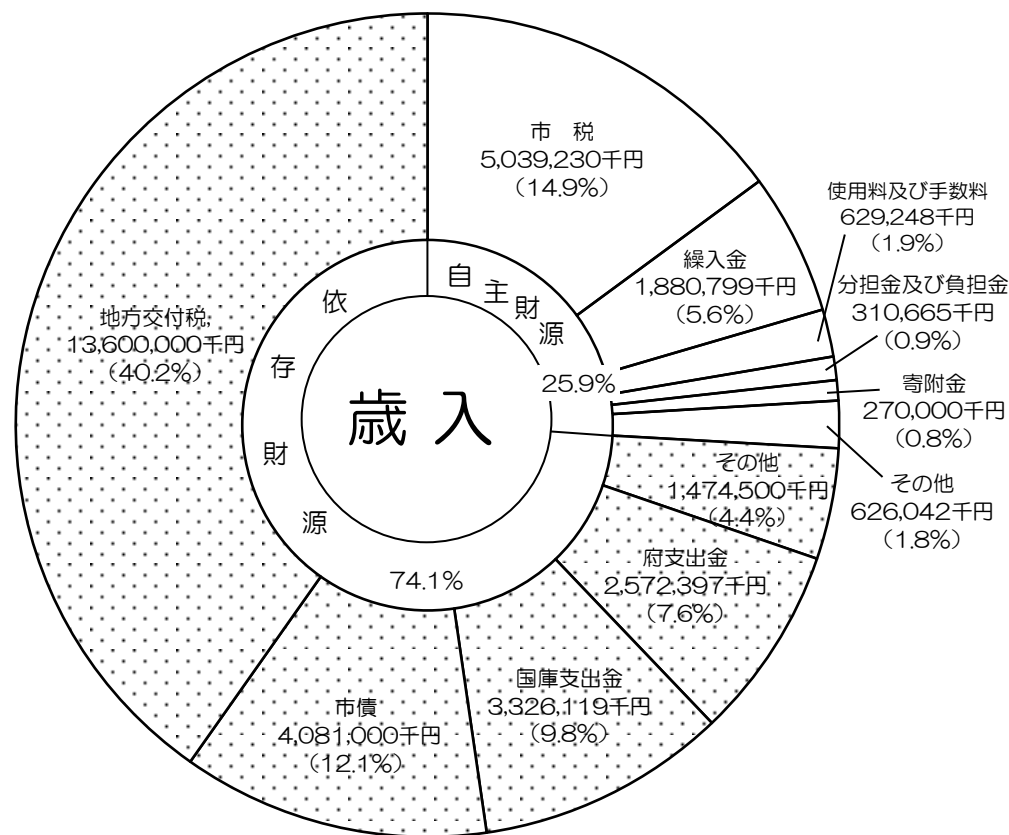 市 税
5,039,230千円
(14.9%)
繰入金
1,880,799千円
(5.6%)
使用料及び手数料
629,248千円
(1.9%)
分担金及び負担金
310,665千円
(0.9%)
寄附金
270,000千円
(0.8%)
その他
626,042千円
(1.8%)
その他
1,474,500千円
(4.4%)
府支出金
2,572,397千円
(7.6%)
国庫支出金
3,326,119千円
(9.8%)
市債
4,081,000千円
(12.1%)
地方交付税,
13,600,000千円
(40.2%)
自主財源
25.9%
依存財源
74.1%
歳入